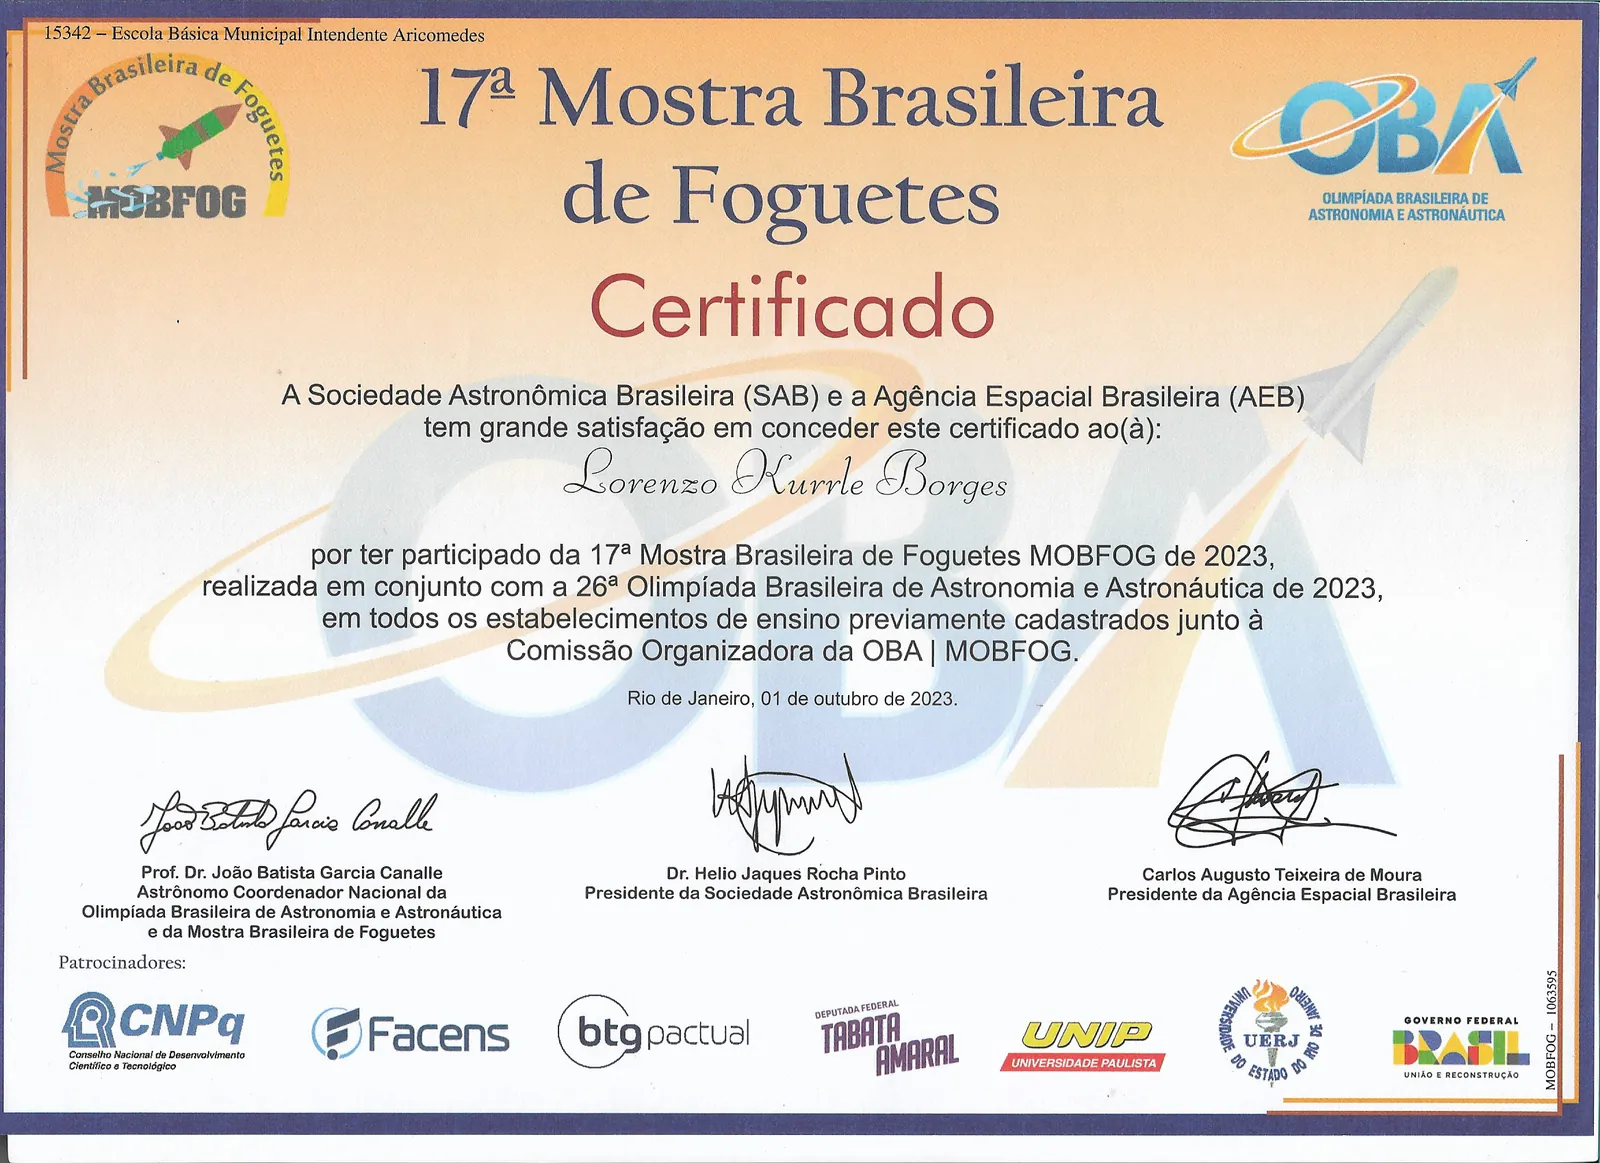 15342 – Escola Básica Municipal Intendente Aricomedes
Mostra Brasileira de Foguetes
MOBFOG
17ª Mostra Brasileira
de Foguetes
OBA
OLIMPÍADA BRASILEIRA DE
ASTRONOMIA E ASTRONÁUTICA
Certificado
A Sociedade Astronômica Brasileira (SAB) e a Agência Espacial Brasileira (AEB)
tem grande satisfação em conceder este certificado ao(à):
Lorenzo Kurrle Borges
por ter participado da 17ª Mostra Brasileira de Foguetes MOBFOG de 2023,
realizada em conjunto com a 26ª Olimpíada Brasileira de Astronomia e Astronáutica de 2023,
em todos os estabelecimentos de ensino previamente cadastrados junto à
Comissão Organizadora da OBA | MOBFOG.
Rio de Janeiro, 01 de outubro de 2023.
João Batista Garcia Canalle
Prof. Dr. João Batista Garcia Canalle
Astrônomo Coordenador Nacional da
Olimpíada Brasileira de Astronomia e Astronáutica
e da Mostra Brasileira de Foguetes
Dr. Helio Jaques Rocha Pinto
Presidente da Sociedade Astronômica Brasileira
Carlos Augusto Teixeira de Moura
Presidente da Agência Espacial Brasileira
Patrocinadores:
CNPq
Conselho Nacional de Desenvolvimento
Científico e Tecnológico
Facens
btgpactual
DEPUTADA FEDERAL
TABATA
AMARAL
UNIP
UNIVERSIDADE PAULISTA
UNIVERSIDADE DO ESTADO DO RIO DE JANEIRO
UERJ
GOVERNO FEDERAL
BRASIL
UNIÃO E RECONSTRUÇÃO
MOBFOG – 1063595